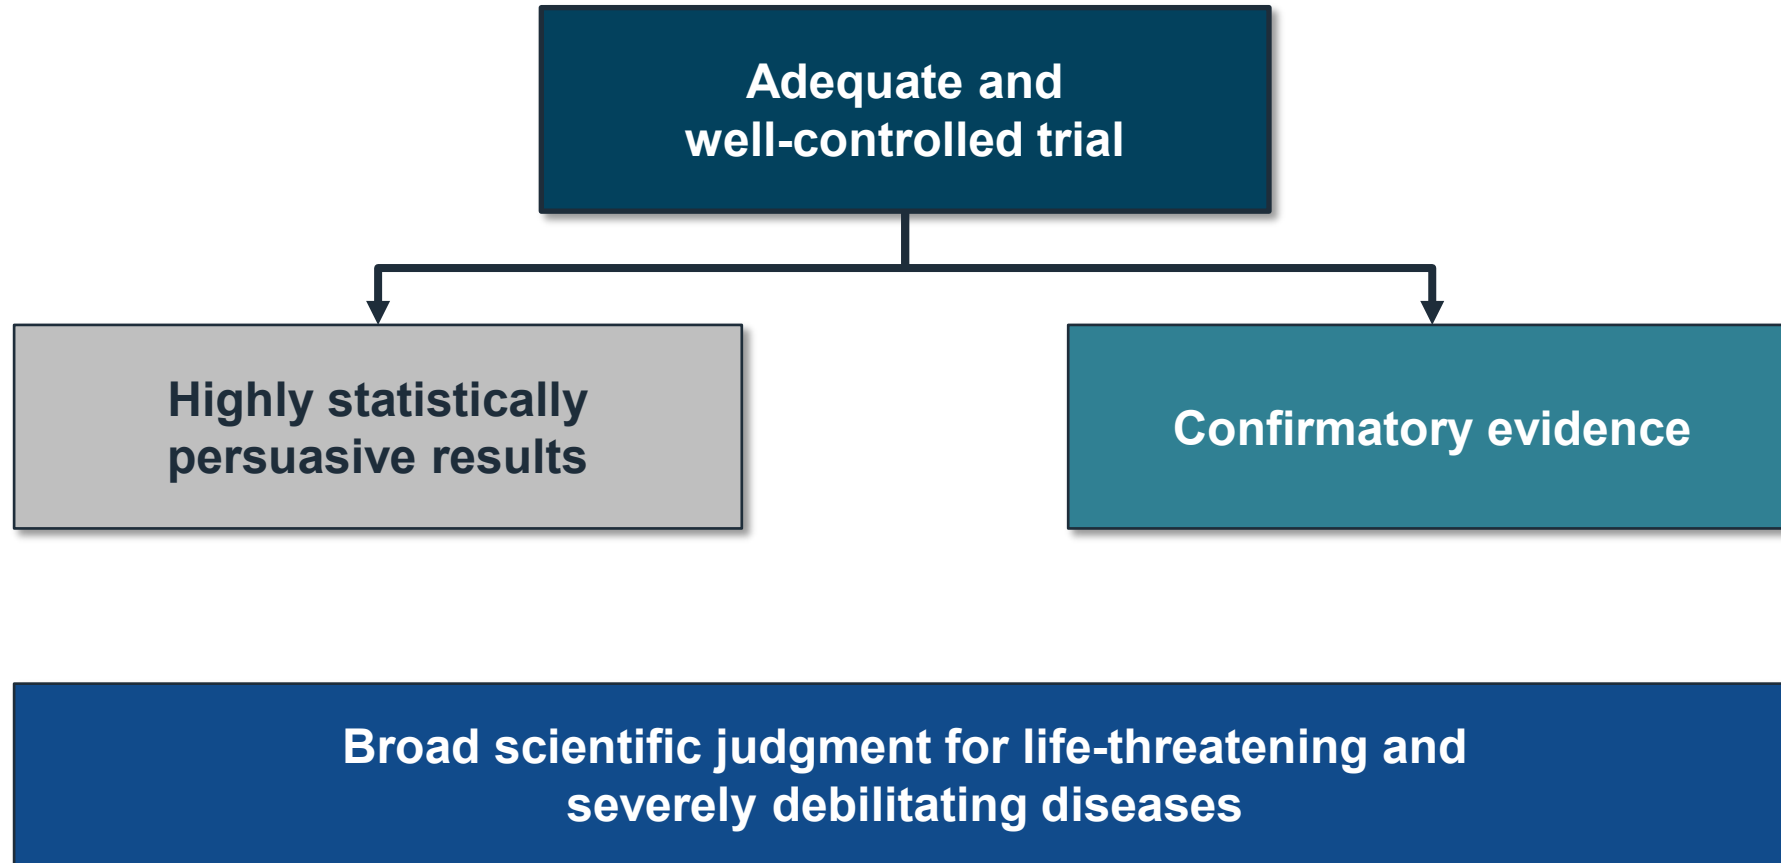 Adequate and
well-controlled trial
Highly statistically
persuasive results
Confirmatory evidence
Broad scientific judgment for life-threatening and
severely debilitating diseases